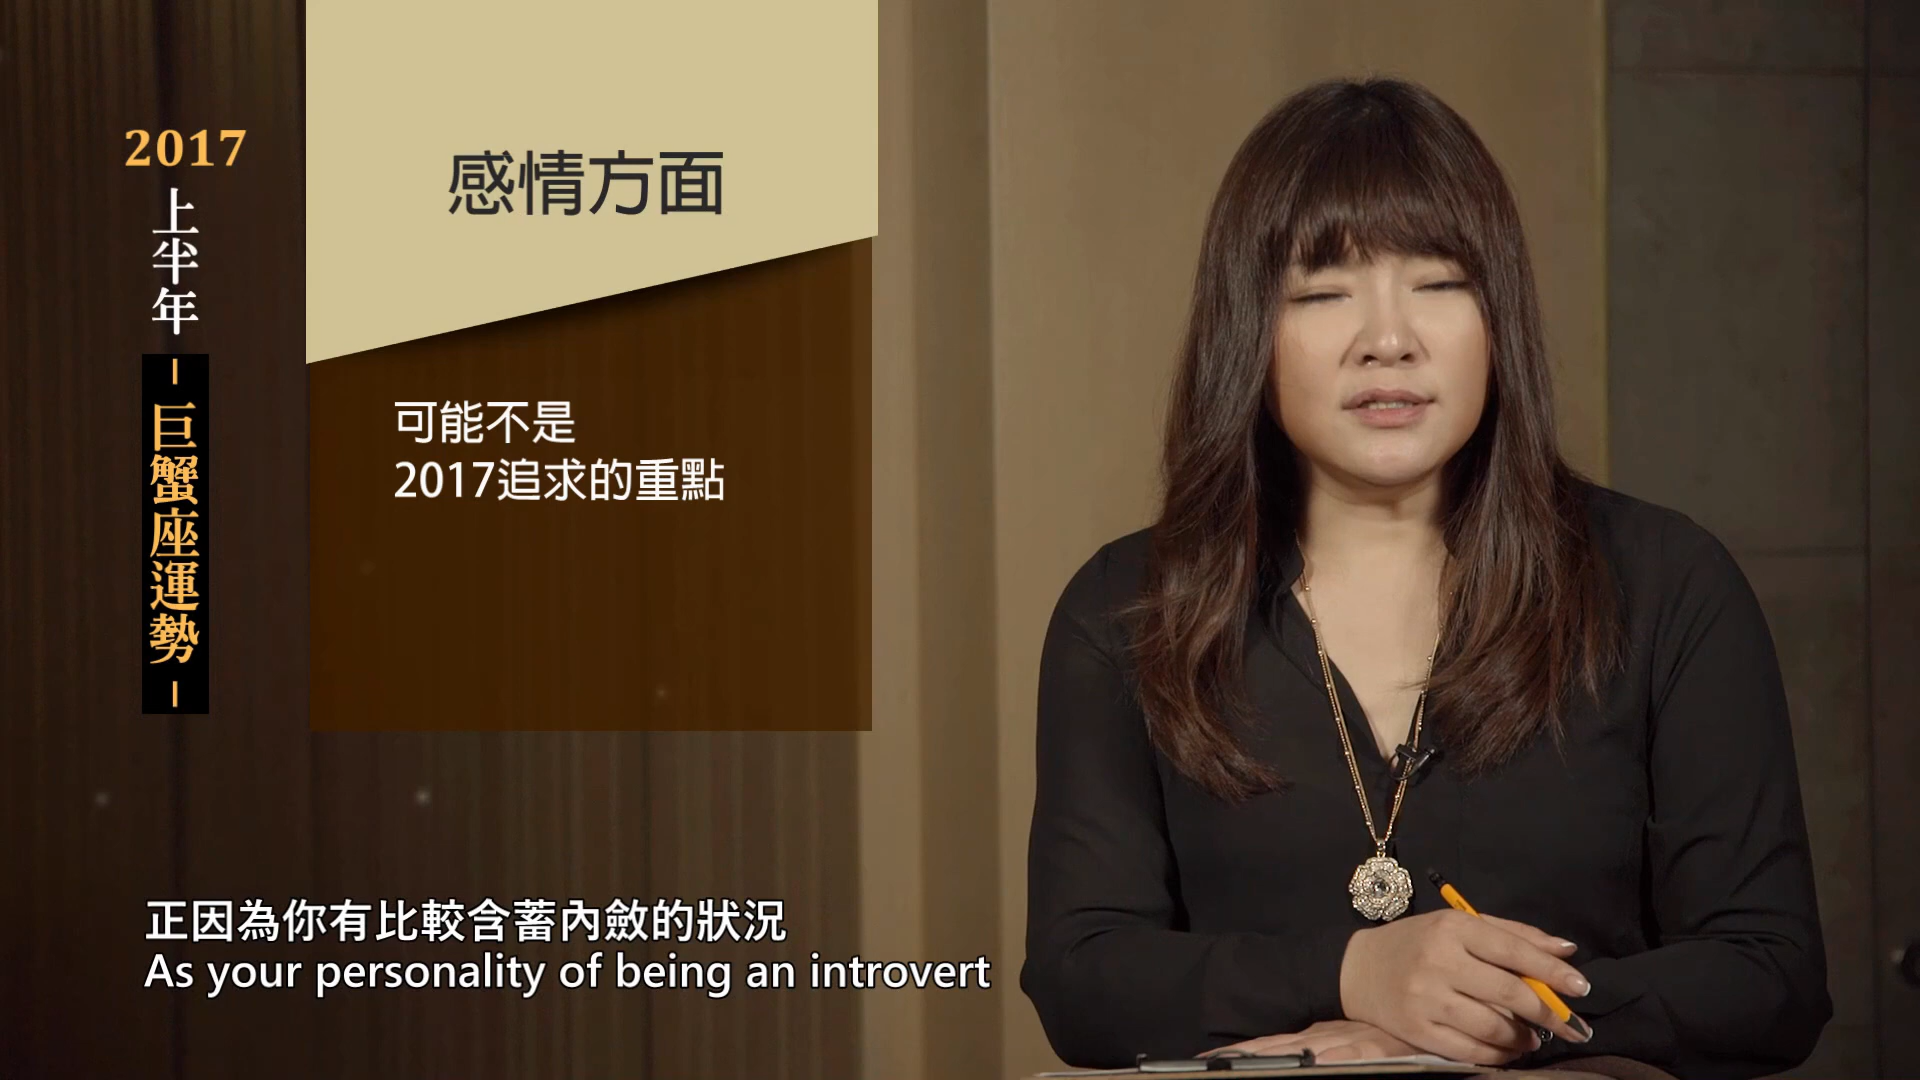 2017
上半年
巨蟹座運勢
感情方面
可能不是
2017追求的重點
正因為你有比較含蓄內斂的狀況
As your personality of being an introvert